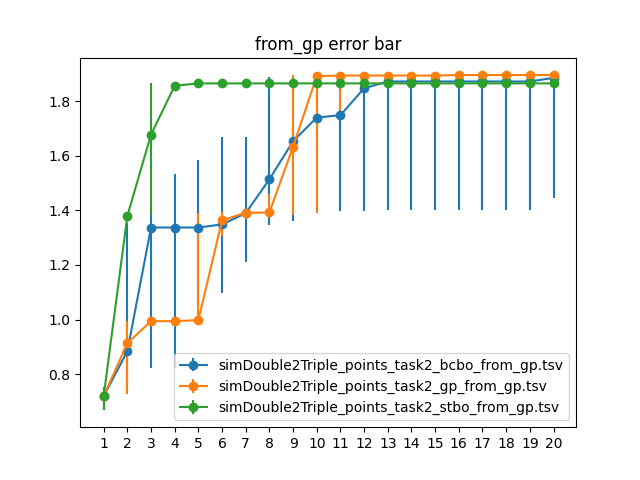 from_gp error bar
1.8
1.6
1.4
1.2
1.0
0.8
simDouble2Triple_points_task2_bcbo_from_gp.tsv
simDouble2Triple_points_task2_gp_from_gp.tsv
simDouble2Triple_points_task2_stbo_from_gp.tsv
1 2 3 4 5 6 7 8 9 10 11 12 13 14 15 16 17 18 19 20